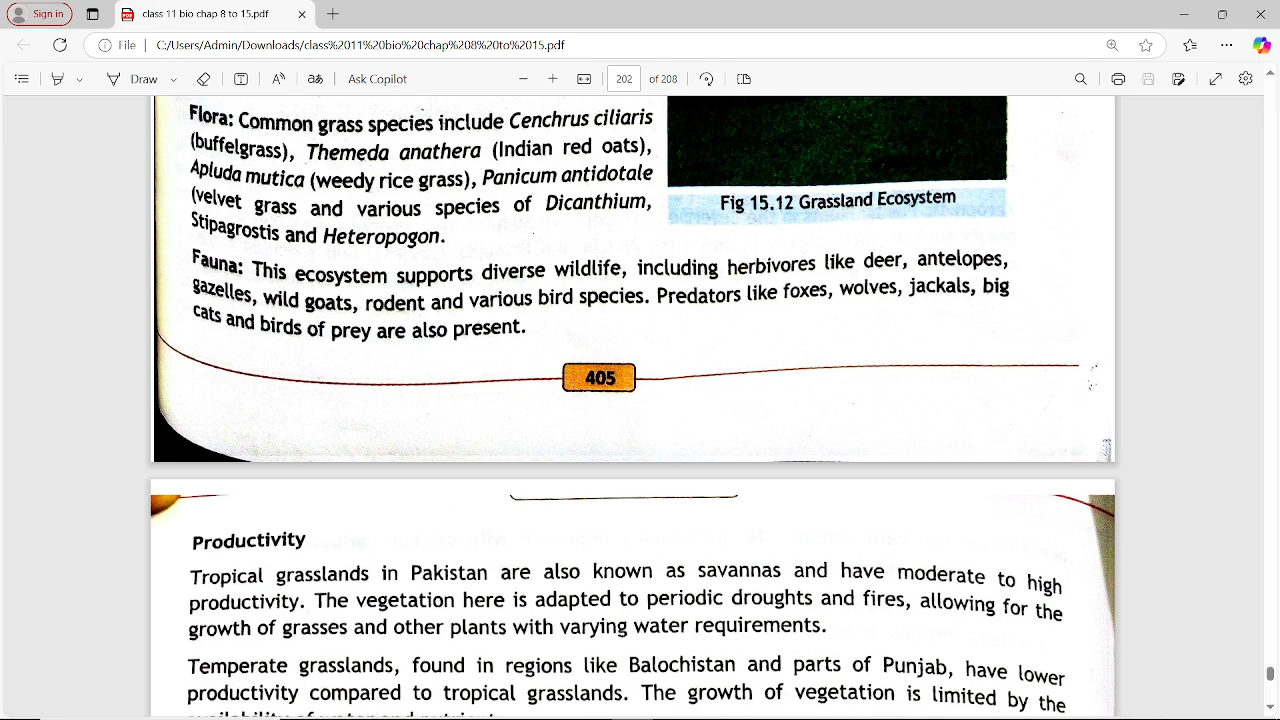 Sign in
class 11 bio chap 8 to 15.pdf
File
C:/Users/Admin/Downloads/class%2011%20bio%20chap%208%20to%2015.pdf
Draw
Ask Copilot
202
of 208
Flora: Common grass species include Cenchrus ciliaris
(buffelgrass), Themeda anathera (Indian red oats),
Apluda mutica (weedy rice grass), Panicum antidotale
(velvet grass and various species of Dicanthium,
Stipagrostis and Heteropogon.
Fig 15.12 Grassland Ecosystem
Fauna: This ecosystem supports diverse wildlife, including herbivores like deer, antelopes,
gazelles, wild goats, rodent and various bird species. Predators like foxes, wolves, jackals, big
cats and birds of prey are also present.
405
Productivity
Tropical grasslands in Pakistan are also known as savannas and have moderate to high
productivity. The vegetation here is adapted to periodic droughts and fires, allowing for the
growth of grasses and other plants with varying water requirements.
Temperate grasslands, found in regions like Balochistan and parts of Punjab, have lower
productivity compared to tropical grasslands. The growth of vegetation is limited by the